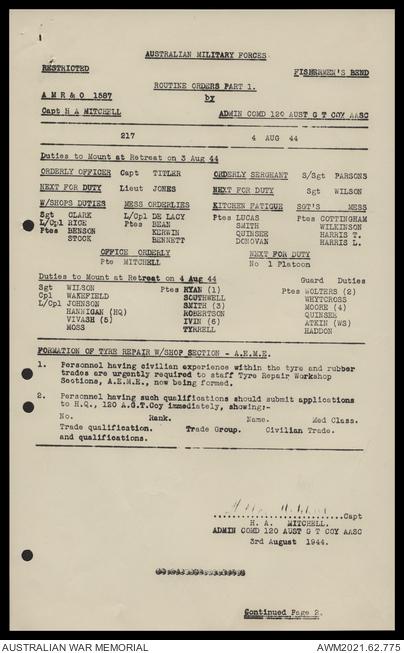 AUSTRALIAN MILITARY FORCES
RESTRICTED FISHERMEN'S BEND
ROUTINE ORDERS PART 1.
A M R & O 1587 by
Capt H A MITCHELL ADMIN COMD 120 AUST G T COY AASC
217 4 AUG 44
Duties to Mount at Retreat on 3 Aug 44
ORDERLY OFFICER Capt TITLER ORDERLY SERGEANT S/Sgt PARSONS
NEXT FOR DUTY Lieut JONES NEXT FOR DUTY Sgt WILSON
W/SHOPS DUTIES MESS ORDERLIES KITCHEN FATIGUE SGT'S MESS
Sgt CLARK L/Cpl DE LACY Ptes LUCAS Ptes COTTINGHAM
L/Cpl RICE Ptes BEAN SMITH WILKINSON
Ptes BENSON KERWIN QUINSEE HARRIS T.
STOCK BENNETT DONOVAN HARRIS L.
OFFICE ORDERLY NEXT FOR DUTY
Pte MITCHELL No 1 Platoon
Duties to Mount at Retreat on 4 Aug 44 Guard Duties
Sgt WILSON Ptes RYAN (1) Ptes WOLTERS (2)
Cpl WAKEFIELD SOUTHWELL WHYTCROSS
L/Cpl JOHNSON SMITH (3) MOORE (4)
HANNIGAN (HQ) ROBERTSON QUINSEE
VIVASH (5) IVIN (6) ATKIN (WS)
MOSS TYRRELL HADDON
FORMATION OF TYRE REPAIR W/SHOP SECTION - A.E.M.E.
1. Personnel having civilian experience within the tyre and rubber
trades are urgently required to staff Tyre Repair Workshop
Sections, A.E.M.E., now being formed.
2. Personnel having such qualifications should submit applications
to H.Q., 120 A.G.T.Coy immediately, showing:-
No. Rank. Name. Med Class.
Trade qualification. Trade Group. Civilian Trade.
and qualifications.
..............................Capt
H. A. MITCHELL.
ADMIN COMD 120 AUST G T COY AASC
3rd August 1944.
Continued Page 2.
AUSTRALIAN WAR MEMORIAL AWM2021.62.775